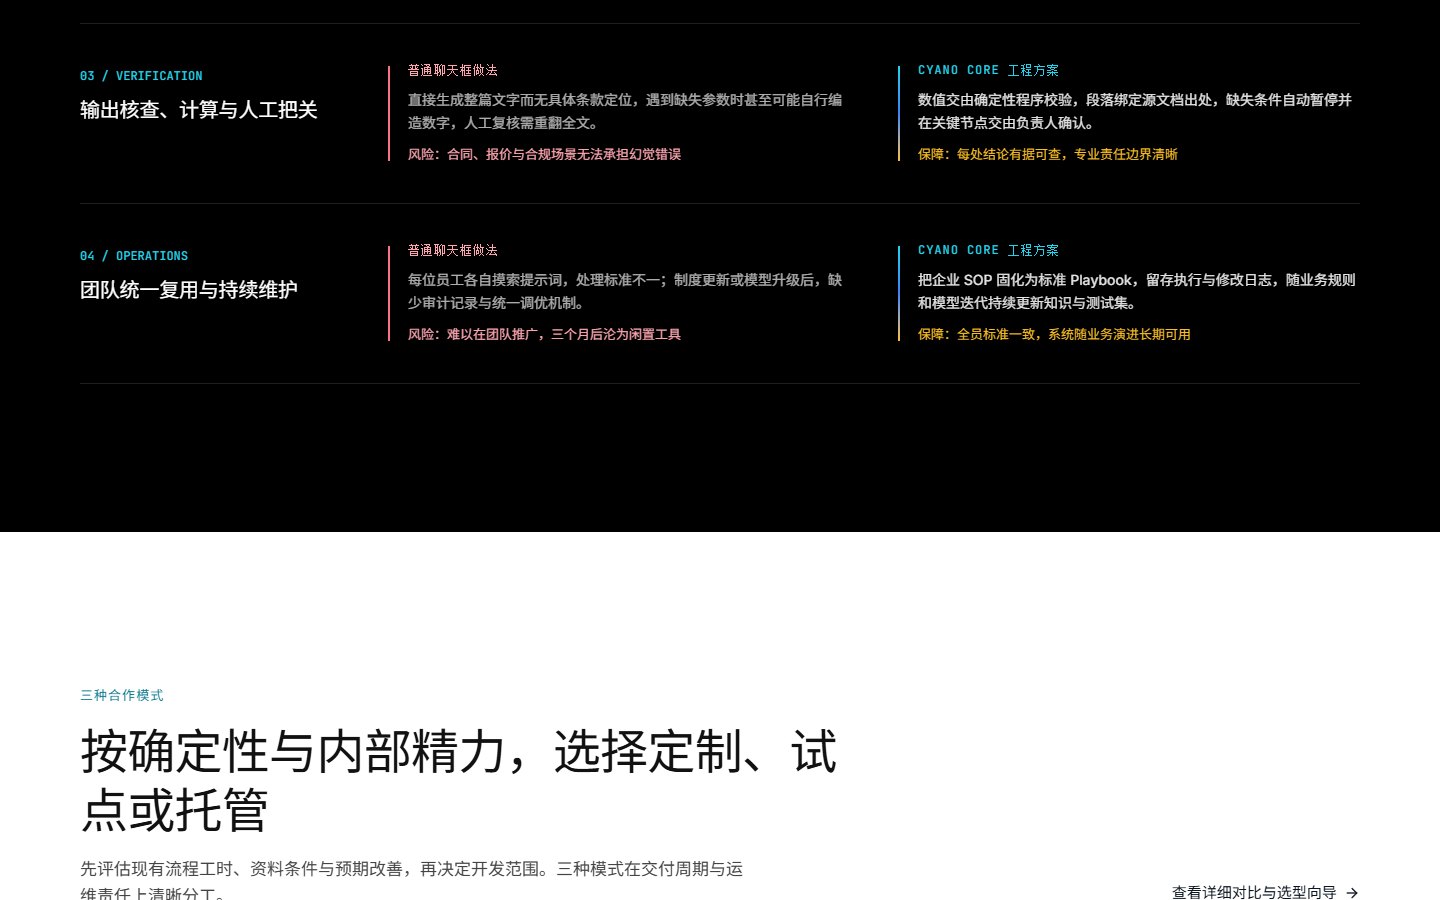 03 / VERIFICATION
输出核查、计算与人工把关
普通聊天框做法
直接生成整篇文字而无具体条款定位，遇到缺失参数时甚至可能自行编
造数字，人工复核需重翻全文。
风险：合同、报价与合规场景无法承担幻觉错误
CYANO CORE 工程方案
数值交由确定性程序校验，段落绑定源文档出处，缺失条件自动暂停并
在关键节点交由负责人确认。
保障：每处结论有据可查，专业责任边界清晰
04 / OPERATIONS
团队统一复用与持续维护
普通聊天框做法
每位员工各自摸索提示词，处理标准不一；制度更新或模型升级后，缺
少审计记录与统一调优机制。
风险：难以在团队推广，三个月后沦为闲置工具
CYANO CORE 工程方案
把企业 SOP 固化为标准 Playbook，留存执行与修改日志，随业务规则
和模型迭代持续更新知识与测试集。
保障：全员标准一致，系统随业务演进长期可用
三种合作模式
按确定性与内部精力，选择定制、试
点或托管
先评估现有流程工时、资料条件与预期改善，再决定开发范围。三种模式在交付周期与运
维责任上清晰分工。
查看详细对比与选型向导 →